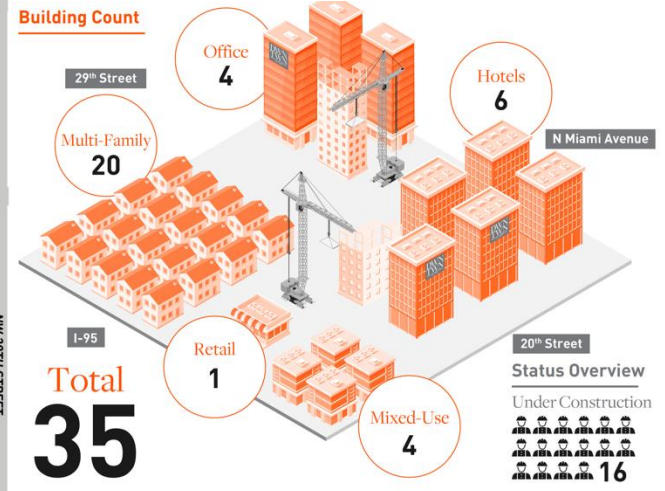 Building Count
Office
4
29th Street
Hotels
6
Multi-Family
20
N Miami Avenue
I-95
Total
35
Retail
1
Mixed-Use
4
20th Street
Status Overview
Under Construction
16